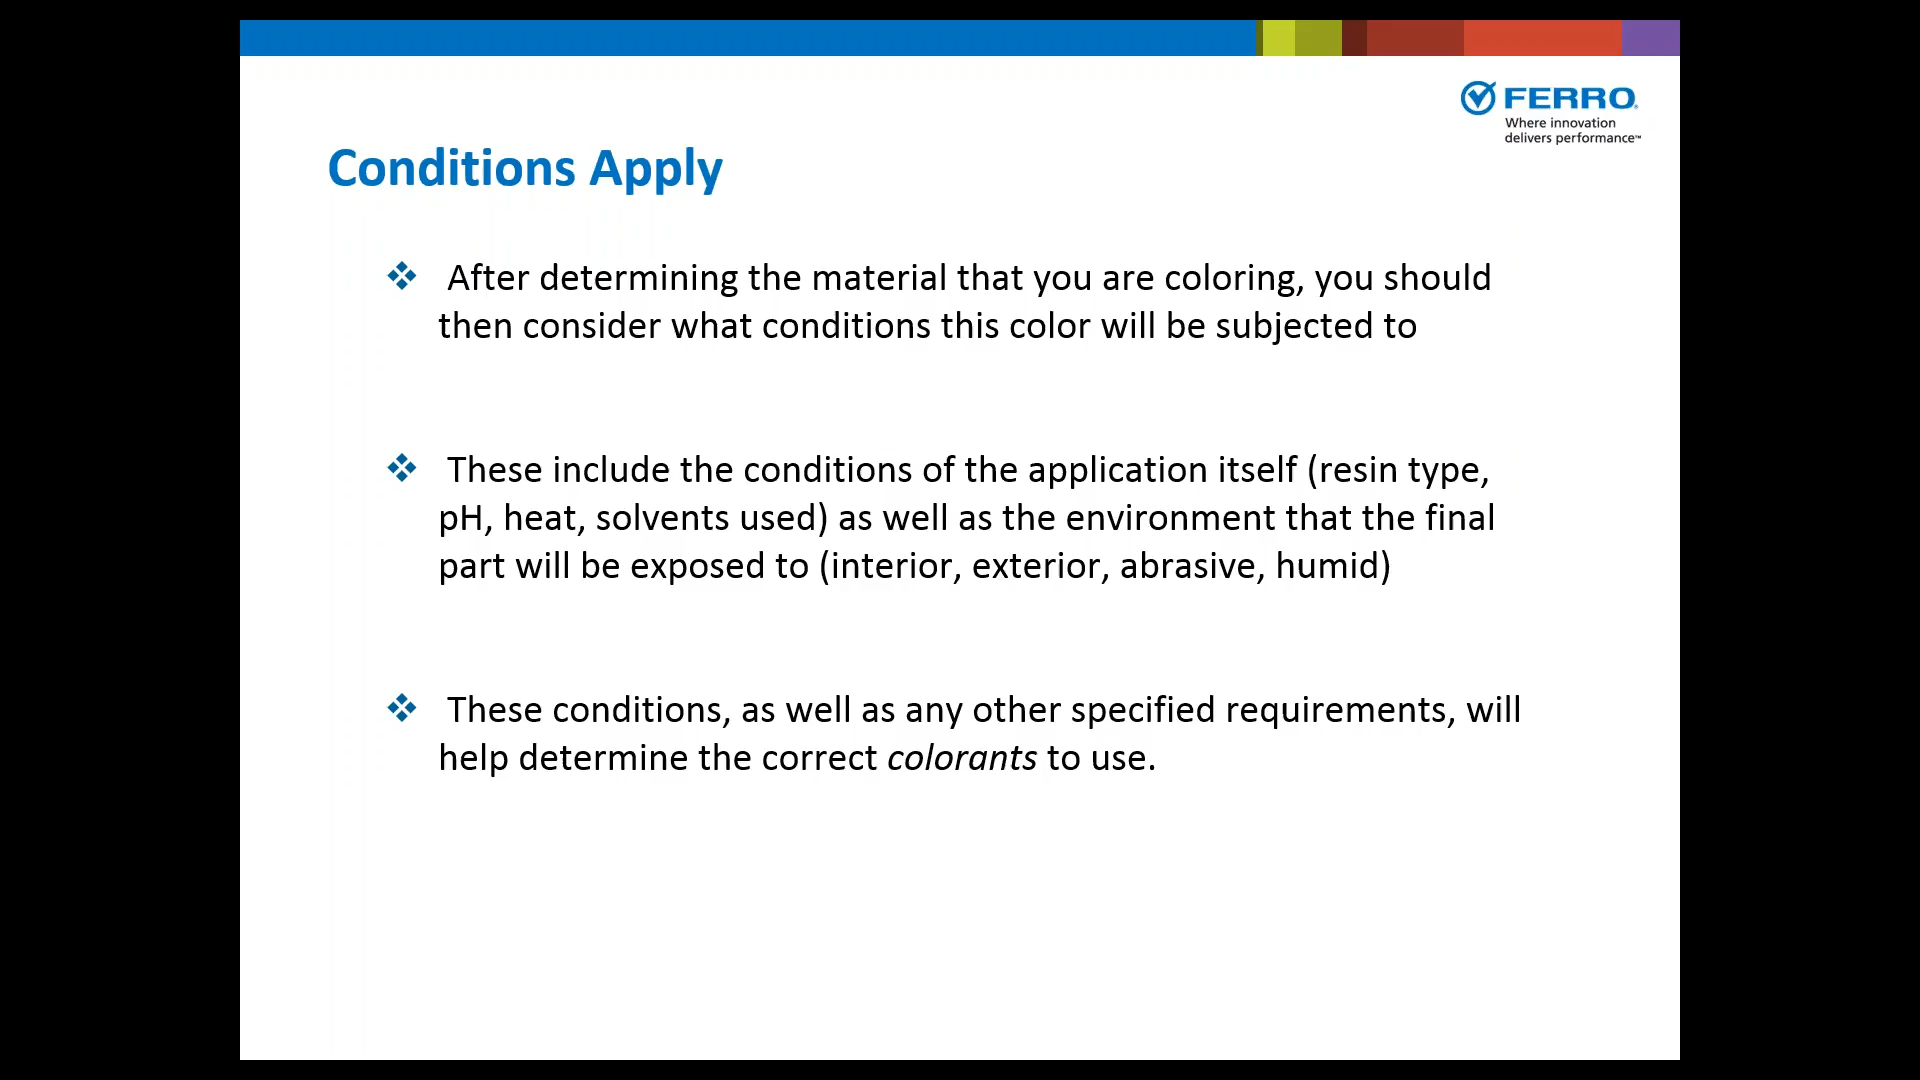 FERRO
Where innovation
delivers performance™
Conditions Apply
After determining the material that you are coloring, you should
then consider what conditions this color will be subjected to
These include the conditions of the application itself (resin type,
pH, heat, solvents used) as well as the environment that the final
part will be exposed to (interior, exterior, abrasive, humid)
These conditions, as well as any other specified requirements, will
help determine the correct colorants to use.